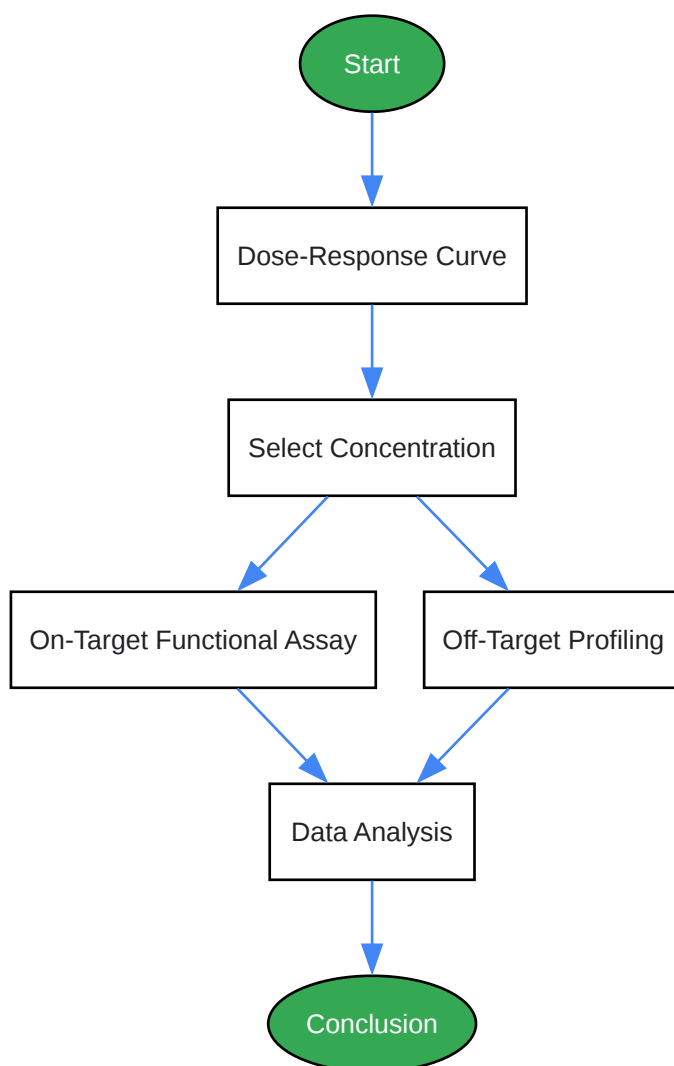 Start
Dose-Response Curve
Select Concentration
On-Target Functional Assay
Off-Target Profiling
Data Analysis
Conclusion